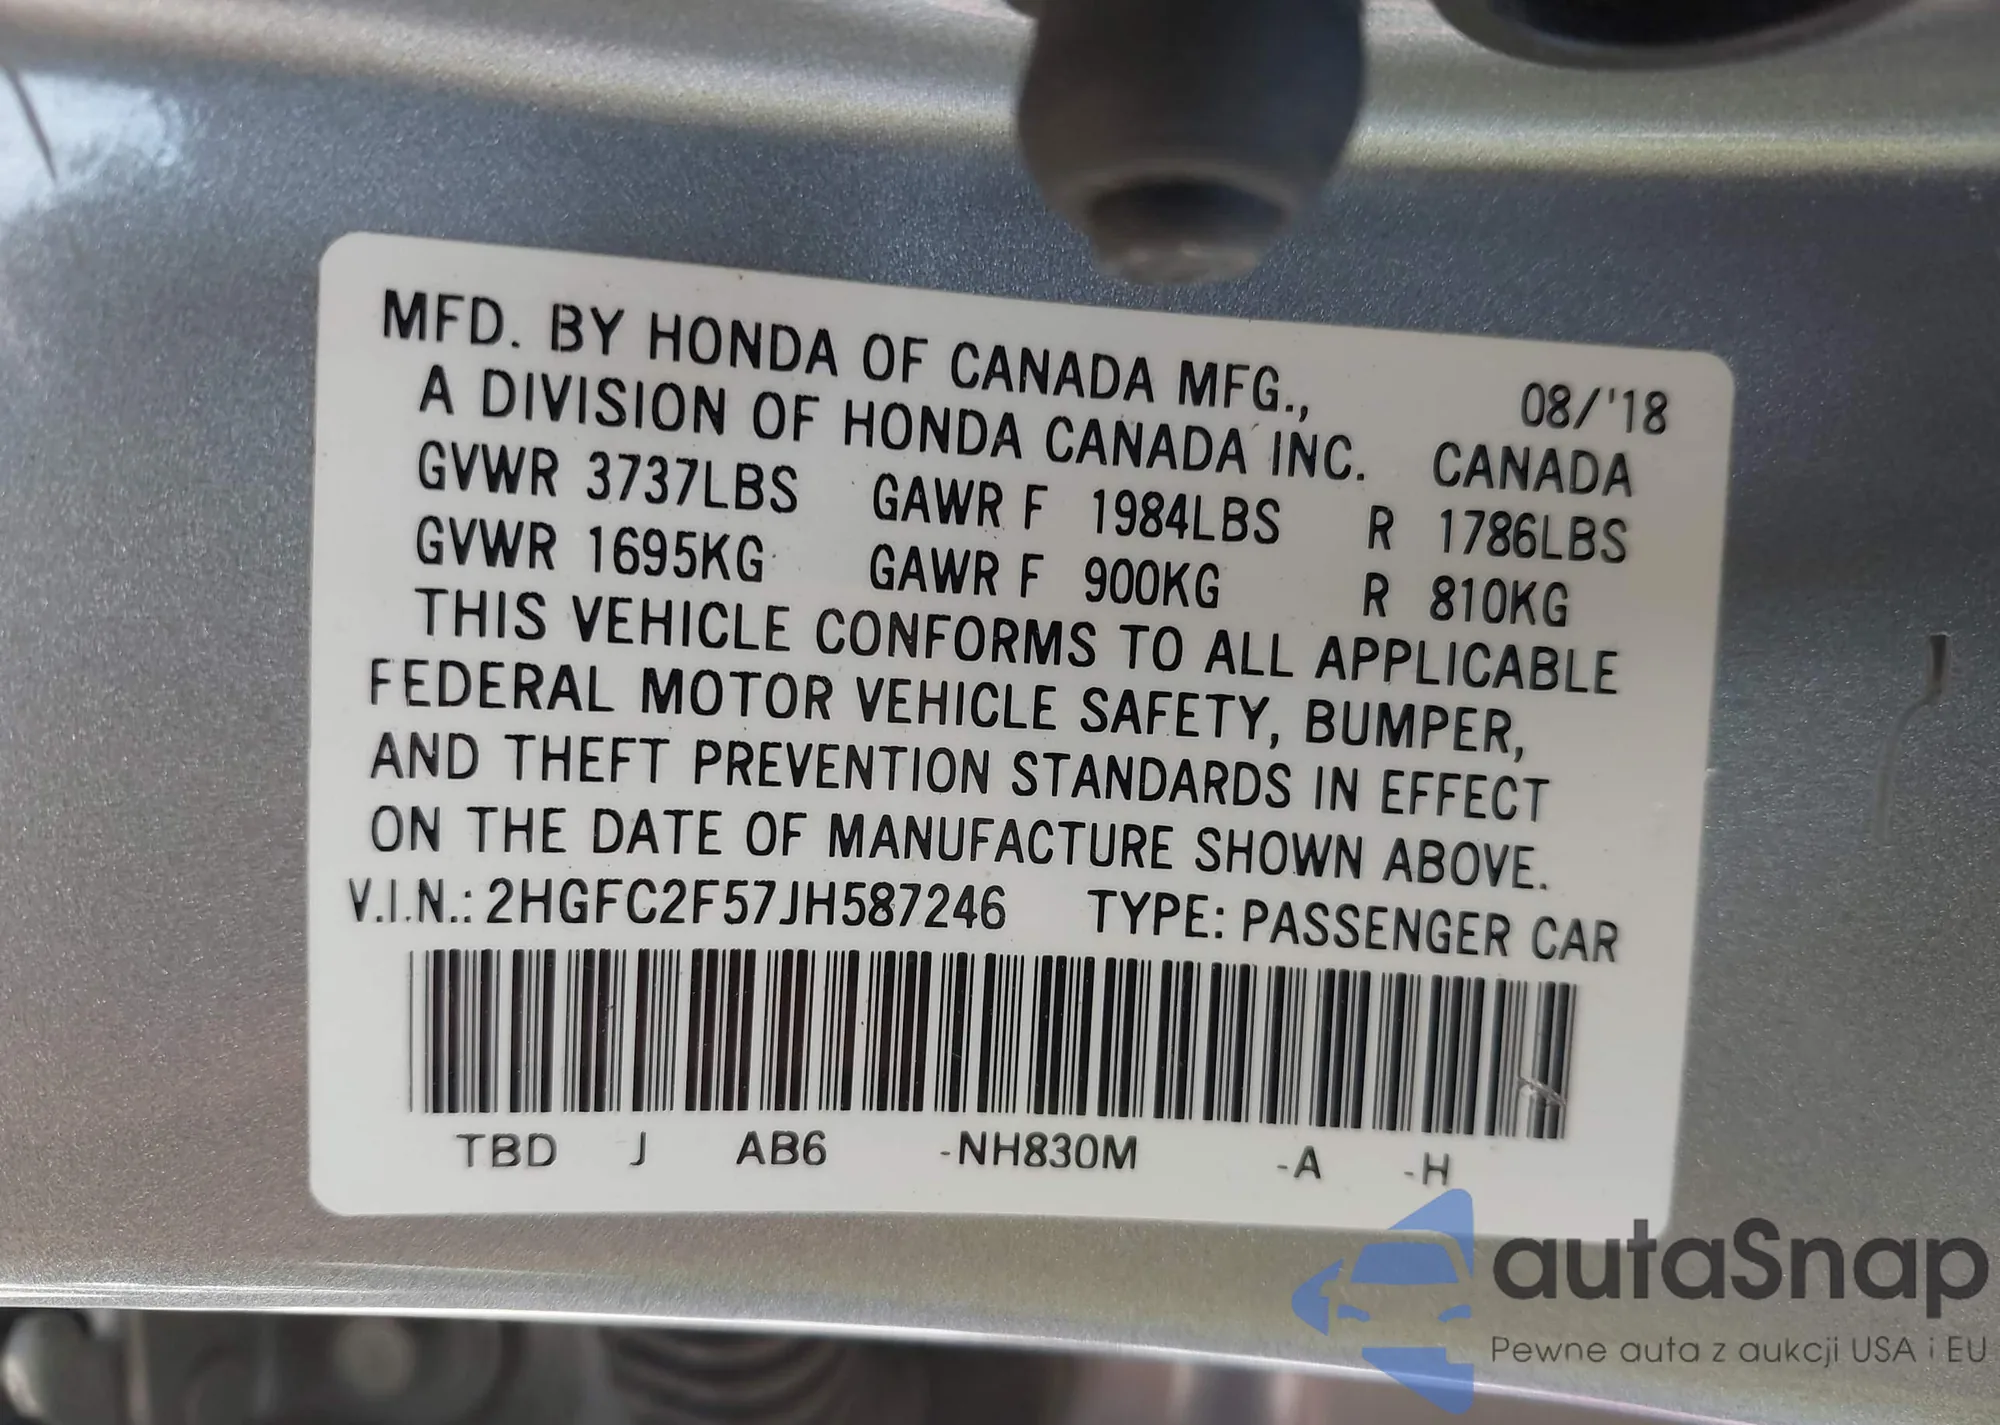 MFD. BY HONDA OF CANADA MFG., 08/'18
A DIVISION OF HONDA CANADA INC. CANADA
GVWR 3737LBS GAWR F 1984LBS R 1786LBS
GVWR 1695KG GAWR F 900KG R 810KG
THIS VEHICLE CONFORMS TO ALL APPLICABLE
FEDERAL MOTOR VEHICLE SAFETY, BUMPER,
AND THEFT PREVENTION STANDARDS IN EFFECT
ON THE DATE OF MANUFACTURE SHOWN ABOVE.
V.I.N.: 2HGFC2F57JH587246 TYPE: PASSENGER CAR
TBD J AB6 -NH830M -A -H
autaSnap
Pewne auta z aukcji USA i EU